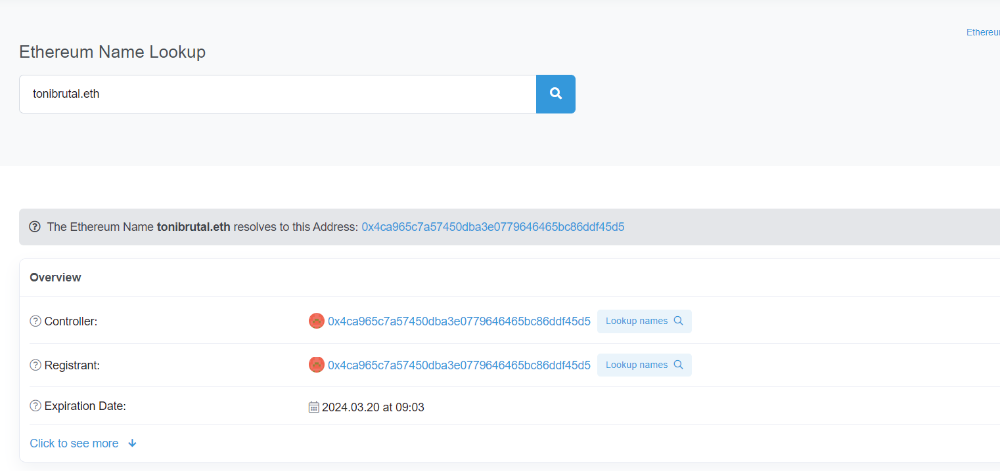 Ethereu
Ethereum Name Lookup
tonibrutal.eth
The Ethereum Name tonibrutal.eth resolves to this Address: 0x4ca965c7a57450dba3e0779646465bc86ddf45d5
Overview
Controller: 0x4ca965c7a57450dba3e0779646465bc86ddf45d5 Lookup names
Registrant: 0x4ca965c7a57450dba3e0779646465bc86ddf45d5 Lookup names
Expiration Date: 2024.03.20 at 09:03
Click to see more